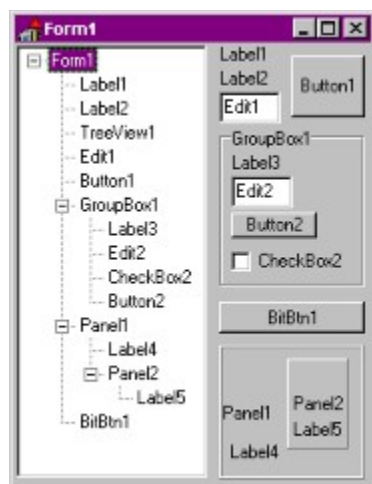 Form1
Form1
Label1
Label2
TreeView1
Edit1
Button1
GroupBox1
Label3
Edit2
CheckBox2
Button2
Panel1
Label4
Panel2
Label5
BitBtn1
Label1
Label2
Edit1
Button1
GroupBox1
Label3
Edit2
Button2
CheckBox2
BitBtn1
Panel1
Label4
Panel2
Label5